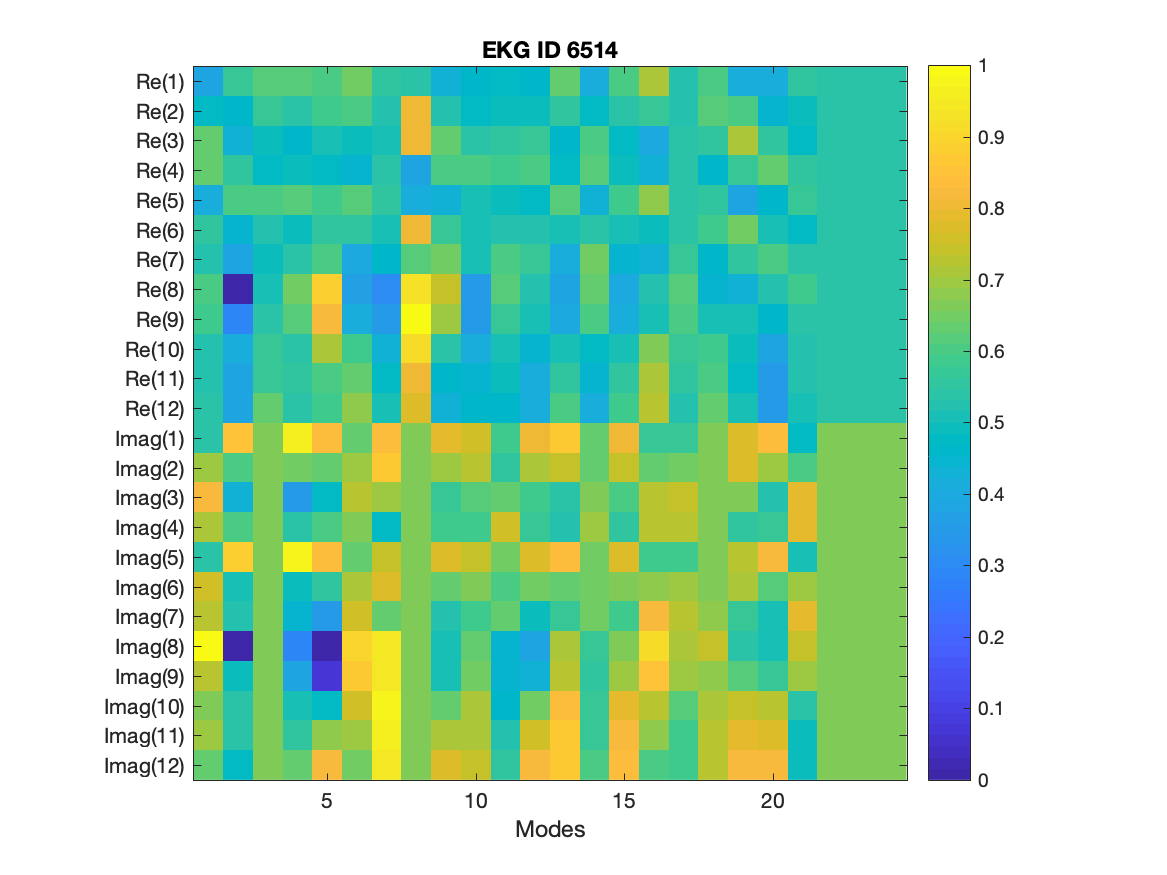 EKG ID 6514
Re(1)
Re(2)
Re(3)
Re(4)
Re(5)
Re(6)
Re(7)
Re(8)
Re(9)
Re(10)
Re(11)
Re(12)
Imag(1)
Imag(2)
Imag(3)
Imag(4)
Imag(5)
Imag(6)
Imag(7)
Imag(8)
Imag(9)
Imag(10)
Imag(11)
Imag(12)
5 10 15 20
Modes
1
0.9
0.8
0.7
0.6
0.5
0.4
0.3
0.2
0.1
0